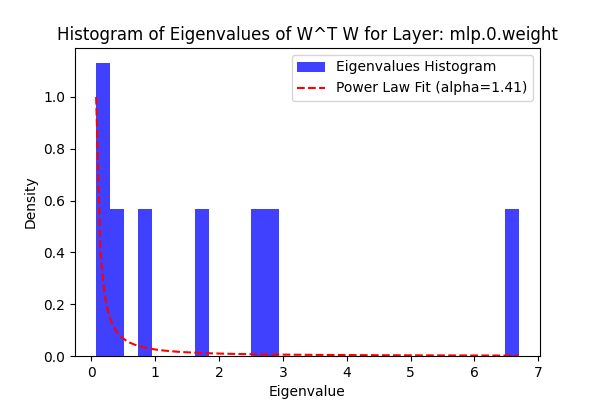 Histogram of Eigenvalues of W^T W for Layer: mlp.0.weight
Eigenvalues Histogram
Power Law Fit (alpha=1.41)
Density
1.0
0.8
0.6
0.4
0.2
0.0
0 1 2 3 4 5 6 7
Eigenvalue